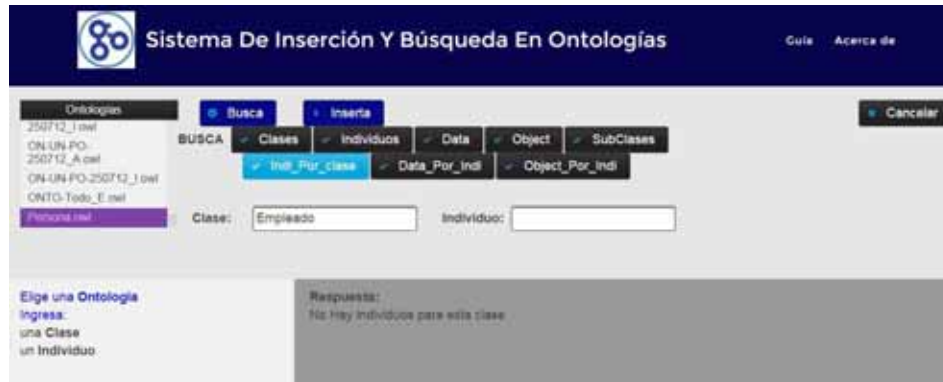 Sistema De Inserción Y Búsqueda En Ontologías
Guía Acerca de
Ontologías
250712_I.owl
ON-UN-PO-
250712_A.owl
ON-UN-PO-250712_I.owl
ONTO-Todo_E.owl
Persona.owl
Busca Inserta Cancelar
BUSCA Clases Individuos Data Object SubClases
Indi_Por_clase Data_Por_Indi Object_Por_Indi
Clase: Empleado Individuo:
Elige una Ontología
Ingresa:
una Clase
un Individuo
Respuesta:
No Hay Individuos para esta clase